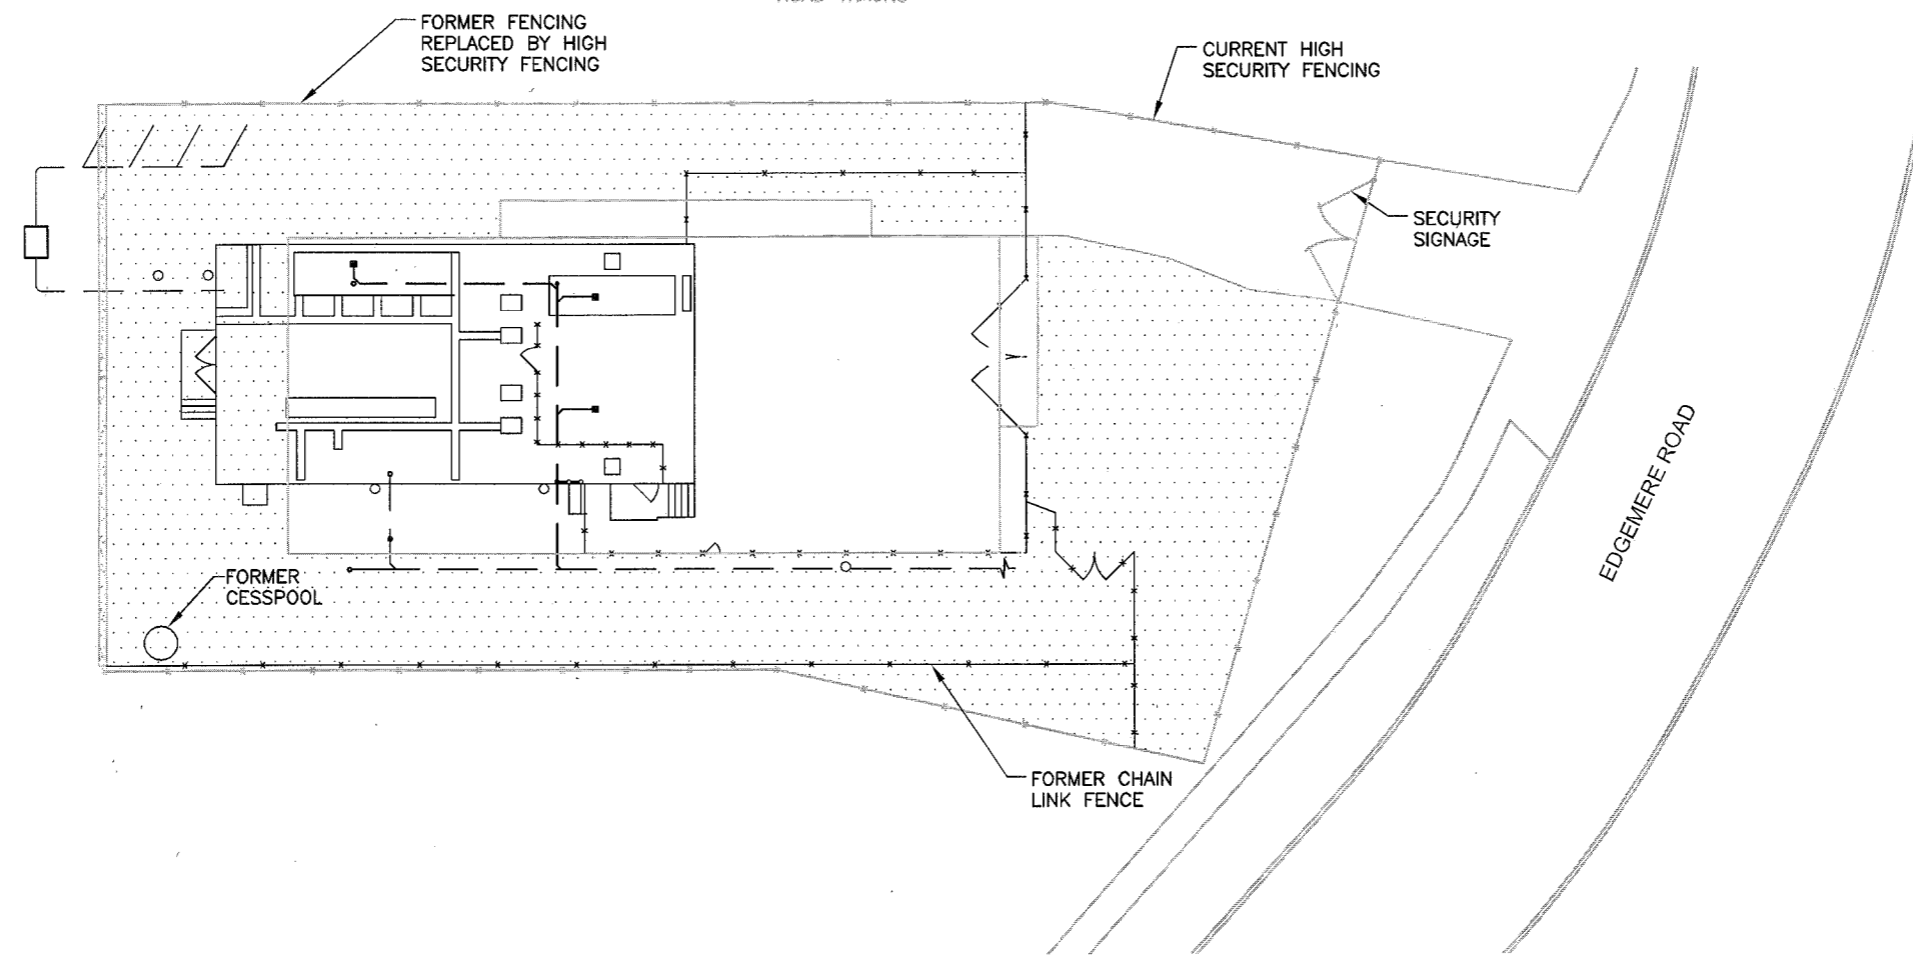 FORMER FENCING
REPLACED BY HIGH
SECURITY FENCING
CURRENT HIGH
SECURITY FENCING
SECURITY
SIGNAGE
EDGEMERE ROAD
FORMER
CESSPOOL
FORMER CHAIN
LINK FENCE